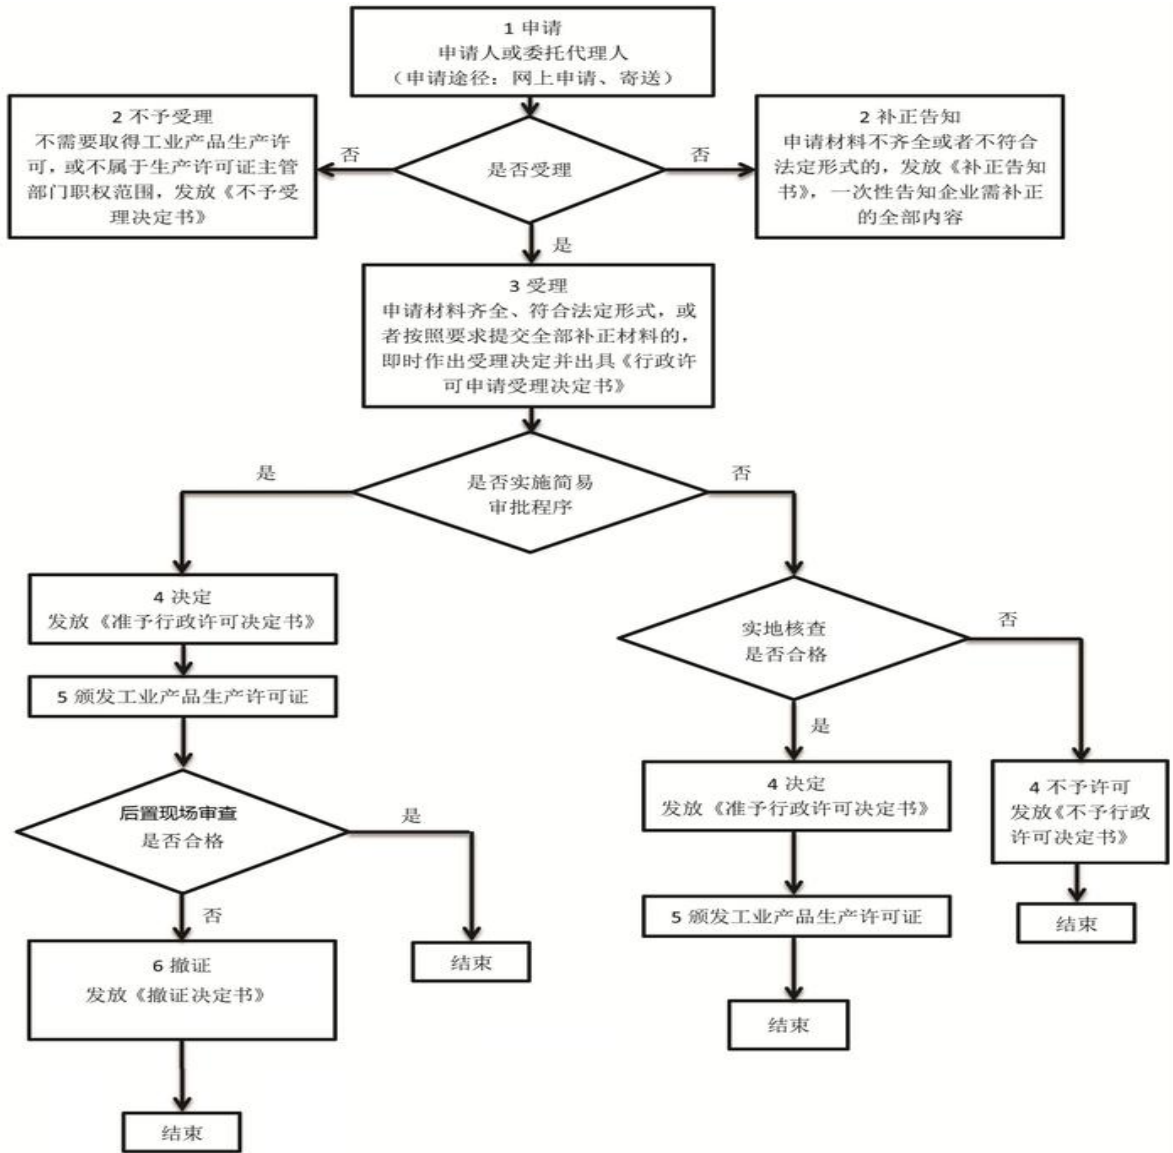 1 申请
申请人或委托代理人
（申请途径：网上申请、寄送）
2 不予受理
不需要取得工业产品生产许
可，或不属于生产许可证主管
部门职权范围，发放《不予受
理决定书》
否
是否受理
否
2 补正告知
申请材料不齐全或者不符合
法定形式的，发放《补正告知
书》，一次性告知企业需补正
的全部内容
是
3 受理
申请材料齐全、符合法定形式，或
者按照要求提交全部补正材料的，
即时作出受理决定并出具《行政许
可申请受理决定书》
是
是否实施简易
审批程序
否
4 决定
发放《准予行政许可决定书》
5 颁发工业产品生产许可证
后置现场审查
是否合格
是
否
6 撤证
发放《撤证决定书》
结束
结束
实地核查
是否合格
否
是
4 决定
发放《准予行政许可决定书》
5 颁发工业产品生产许可证
结束
4 不予许可
发放《不予行政
许可决定书》
结束